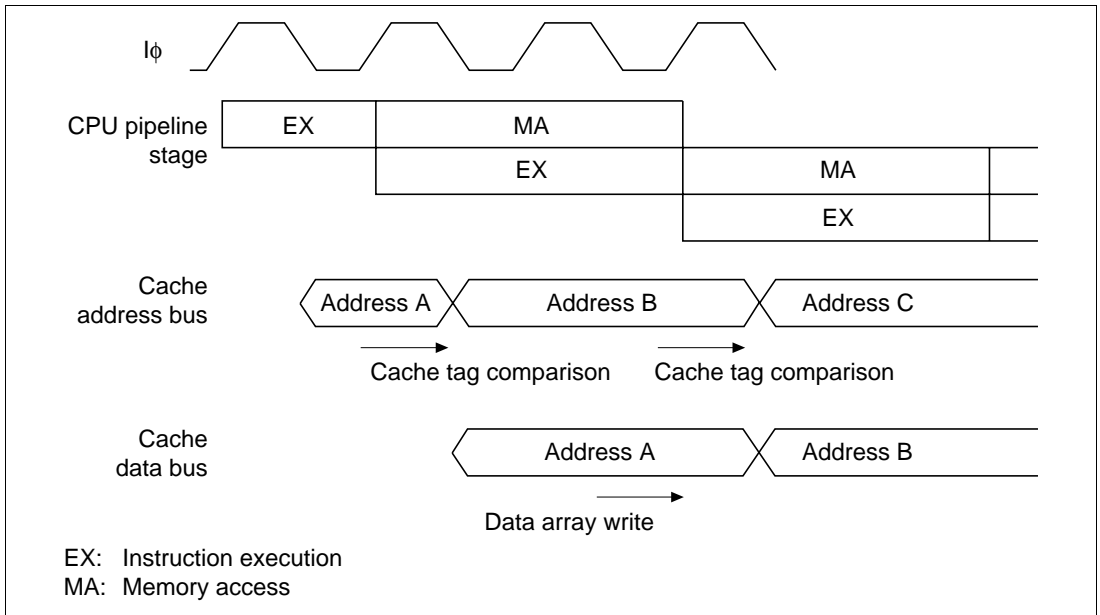 Iϕ
CPU pipeline
stage
EX
MA
EX
MA
EX
Cache
address bus
Address A
Address B
Address C
Cache tag comparison
Cache tag comparison
Cache
data bus
Address A
Address B
Data array write
EX: Instruction execution
MA: Memory access